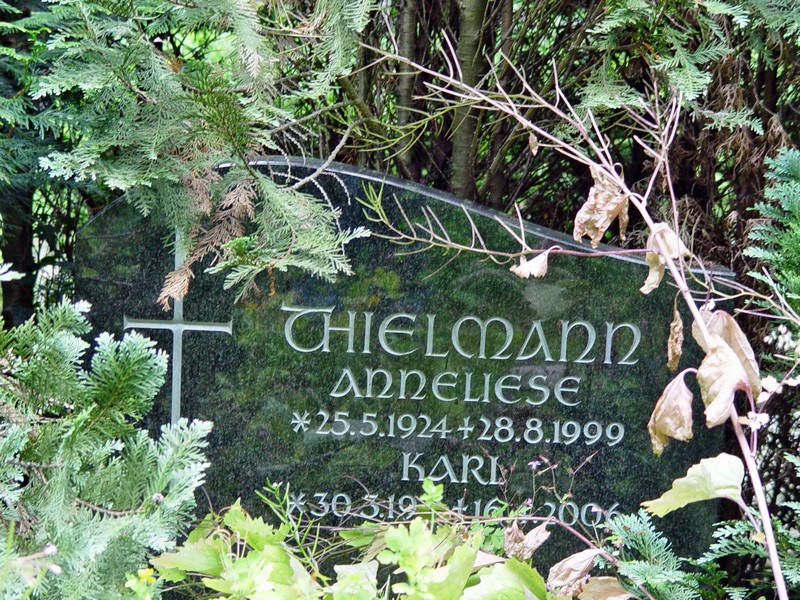 Thielmann
Anneliese
*25.5.1924 +28.8.1999
Karl
*30.3.19 +16. 2006